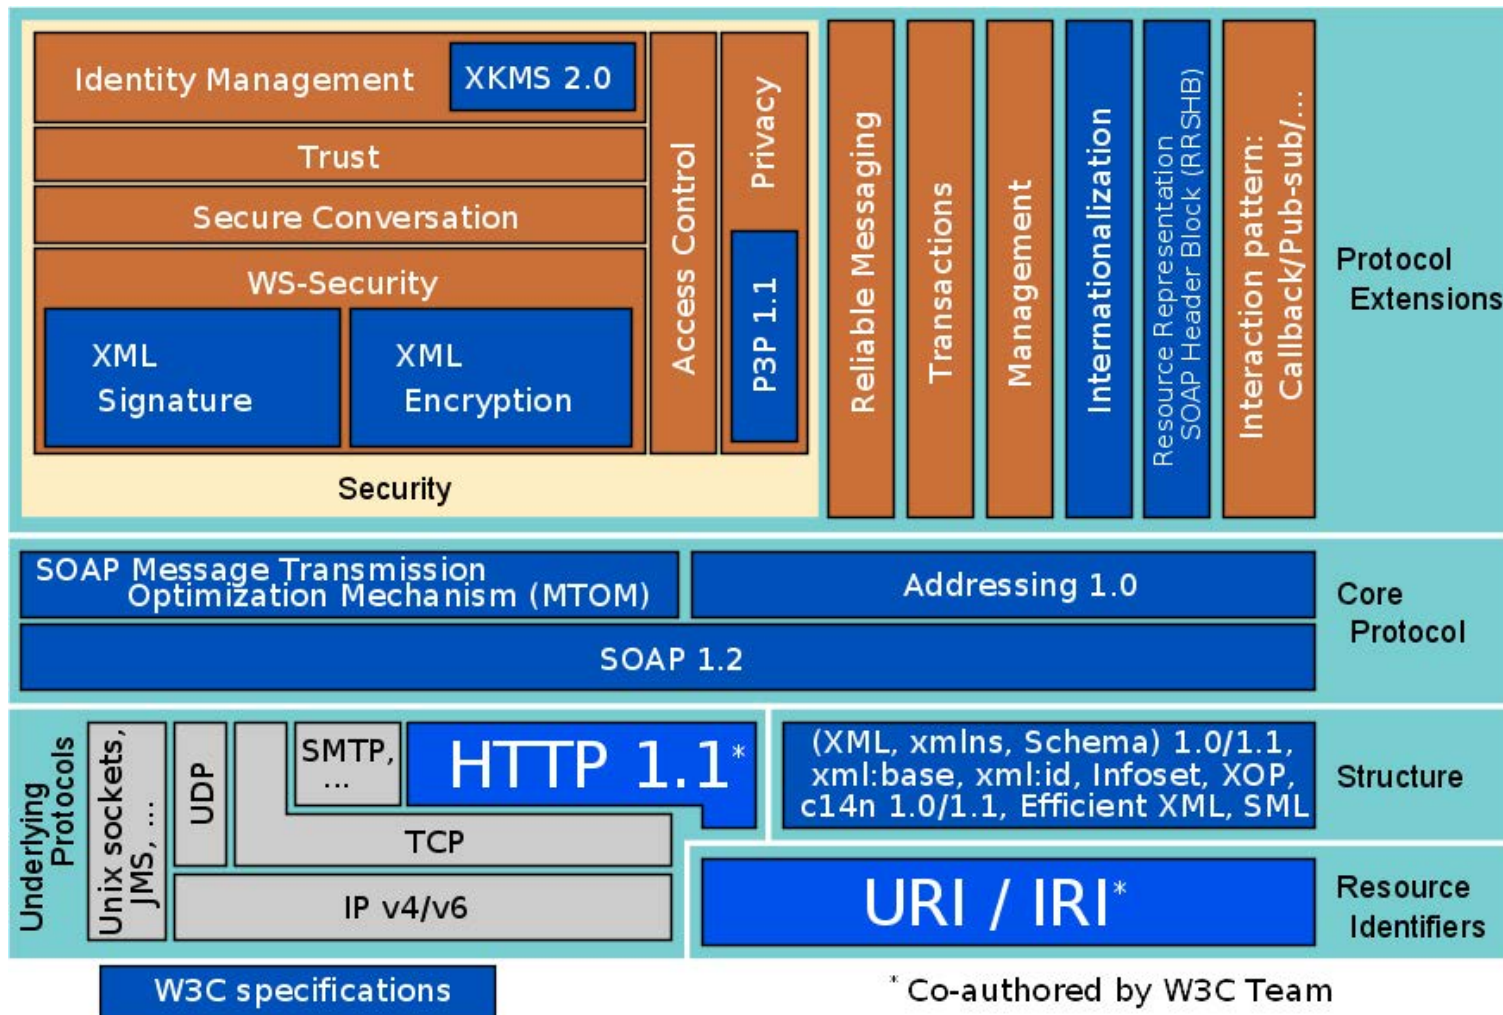 Identity Management
XKMS 2.0
Trust
Secure Conversation
WS-Security
XML
Signature
XML
Encryption
Access Control
Privacy
P3P 1.1
Security
Reliable Messaging
Transactions
Management
Internationalization
Resource Representation
SOAP Header Block (RRSHB)
Interaction pattern:
Callback/Pub-sub/...
Protocol
Extensions
SOAP Message Transmission
Optimization Mechanism (MTOM)
Addressing 1.0
SOAP 1.2
Core
Protocol
Underlying
Protocols
Unix sockets,
JMS, ...
UDP
SMTP,
...
HTTP 1.1*
TCP
IP v4/v6
(XML, xmlns, Schema) 1.0/1.1,
xml:base, xml:id, Infoset, XOP,
c14n 1.0/1.1, Efficient XML, SML
Structure
URI / IRI*
Resource
Identifiers
W3C specifications
* Co-authored by W3C Team